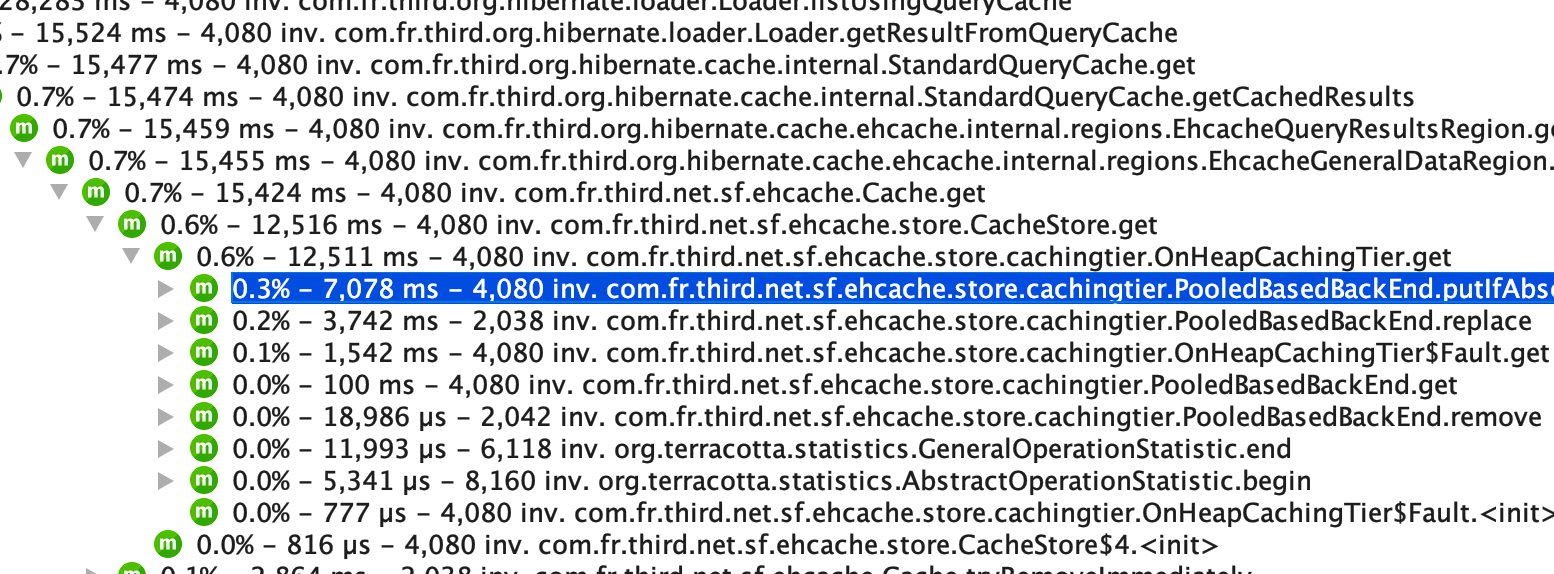 28,283 ms – 4,080 inv. com.fr.third.org.hibernate.loader.Loader.listUsingQueryCache
– 15,524 ms – 4,080 inv. com.fr.third.org.hibernate.loader.Loader.getResultFromQueryCache
.7% – 15,477 ms – 4,080 inv. com.fr.third.org.hibernate.cache.internal.StandardQueryCache.get
0.7% – 15,474 ms – 4,080 inv. com.fr.third.org.hibernate.cache.internal.StandardQueryCache.getCachedResults
m 0.7% – 15,459 ms – 4,080 inv. com.fr.third.org.hibernate.cache.ehcache.internal.regions.EhcacheQueryResultsRegion.ge
m 0.7% – 15,455 ms – 4,080 inv. com.fr.third.org.hibernate.cache.ehcache.internal.regions.EhcacheGeneralDataRegion.
m 0.7% – 15,424 ms – 4,080 inv. com.fr.third.net.sf.ehcache.Cache.get
m 0.6% – 12,516 ms – 4,080 inv. com.fr.third.net.sf.ehcache.store.CacheStore.get
m 0.6% – 12,511 ms – 4,080 inv. com.fr.third.net.sf.ehcache.store.cachingtier.OnHeapCachingTier.get
m 0.3% – 7,078 ms – 4,080 inv. com.fr.third.net.sf.ehcache.store.cachingtier.PooledBasedBackEnd.putIfAbse
m 0.2% – 3,742 ms – 2,038 inv. com.fr.third.net.sf.ehcache.store.cachingtier.PooledBasedBackEnd.replace
m 0.1% – 1,542 ms – 4,080 inv. com.fr.third.net.sf.ehcache.store.cachingtier.OnHeapCachingTier$Fault.get
m 0.0% – 100 ms – 4,080 inv. com.fr.third.net.sf.ehcache.store.cachingtier.PooledBasedBackEnd.get
m 0.0% – 18,986 µs – 2,042 inv. com.fr.third.net.sf.ehcache.store.cachingtier.PooledBasedBackEnd.remove
m 0.0% – 11,993 µs – 6,118 inv. org.terracotta.statistics.GeneralOperationStatistic.end
m 0.0% – 5,341 µs – 8,160 inv. org.terracotta.statistics.AbstractOperationStatistic.begin
m 0.0% – 777 µs – 4,080 inv. com.fr.third.net.sf.ehcache.store.cachingtier.OnHeapCachingTier$Fault.<init>
m 0.0% – 816 µs – 4,080 inv. com.fr.third.net.sf.ehcache.store.CacheStore$4.<init>
m 0.1% – 2,864 ms – 2,038 inv. com.fr.third.net.sf.ehcache.Cache.tryRemoveImmediately